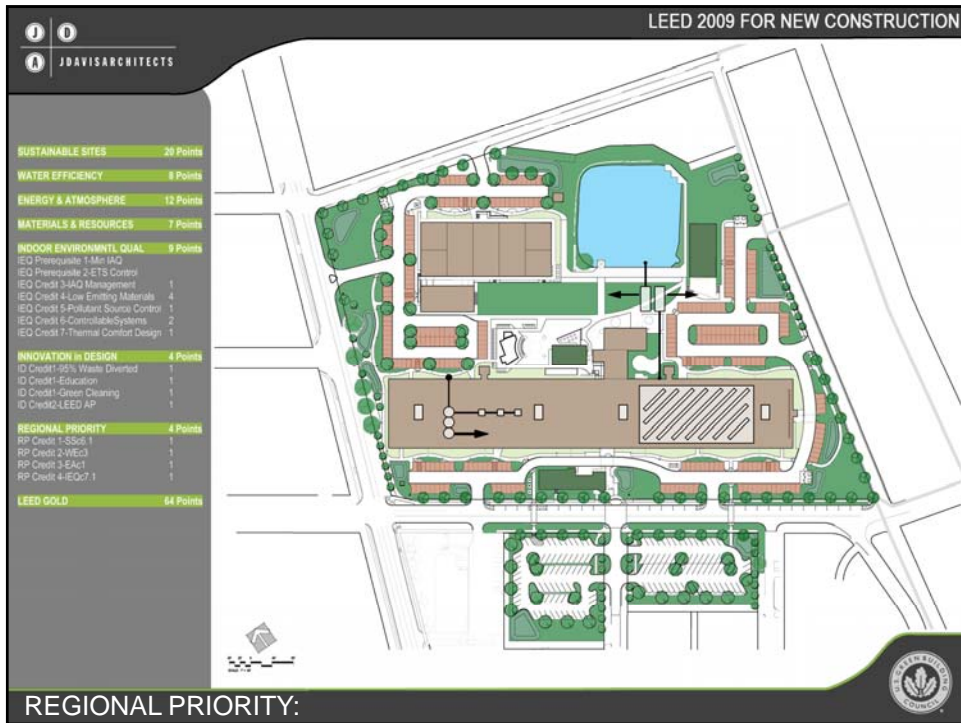 LEED 2009 FOR NEW CONSTRUCTION
J D
A JDAVISARCHITECTS
SUSTAINABLE SITES 20 Points
WATER EFFICIENCY 8 Points
ENERGY & ATMOSPHERE 12 Points
MATERIALS & RESOURCES 7 Points
INDOOR ENVIRONMNTL QUAL 9 Points
IEQ Prerequisite 1-Min IAQ
IEQ Prerequisite 2-ETS Control
IEQ Credit 3-IAQ Management 1
IEQ Credit 4-Low Emitting Materials 4
IEQ Credit 5-Pollutant Source Control 1
IEQ Credit 6-ControllableSystems 2
IEQ Credit 7-Thermal Comfort Design 1
INNOVATION in DESIGN 4 Points
ID Credit1-95% Waste Diverted 1
ID Credit1-Education 1
ID Credit1-Green Cleaning 1
ID Credit2-LEED AP 1
REGIONAL PRIORITY 4 Points
RP Credit 1-SSc6.1 1
RP Credit 2-WEc3 1
RP Credit 3-EAc1 1
RP Credit 4-IEQc7.1 1
LEED GOLD 64 Points
REGIONAL PRIORITY:
U.S. GREEN BUILDING COUNCIL